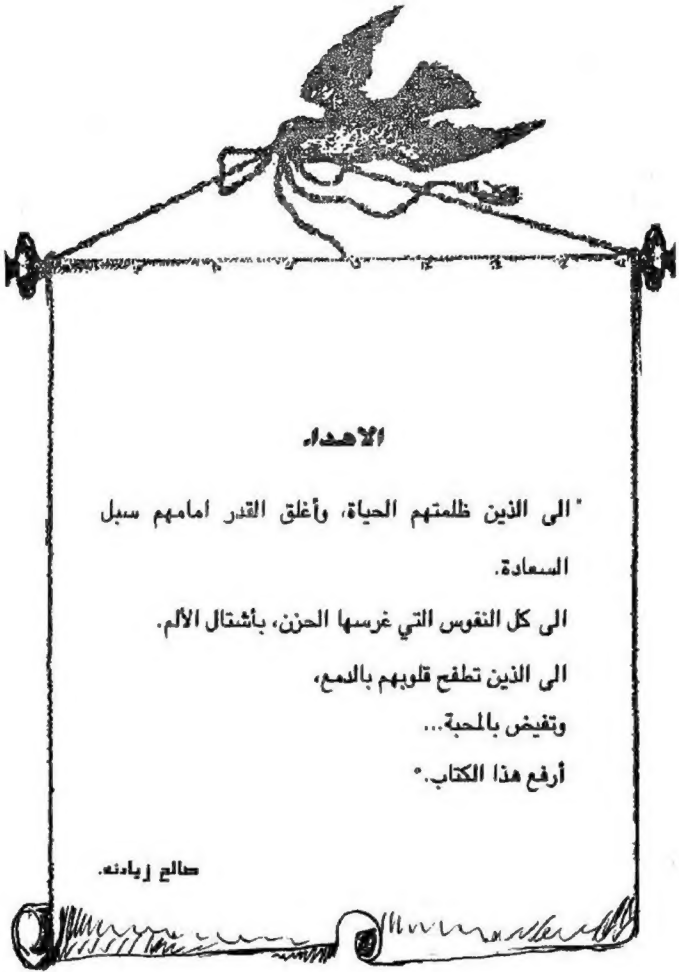 الاهداء
"الى الذين ظلمتهم الحياة، وأغلق القدر امامهم سبل
السعادة.
الى كل النفوس التي غرسها الحزن، بأشتال الألم.
الى الذين تطفح قلوبهم بالدمع،
وتفيض بالمحبة...
أرفع هذا الكتاب."
صالح زيادنه.